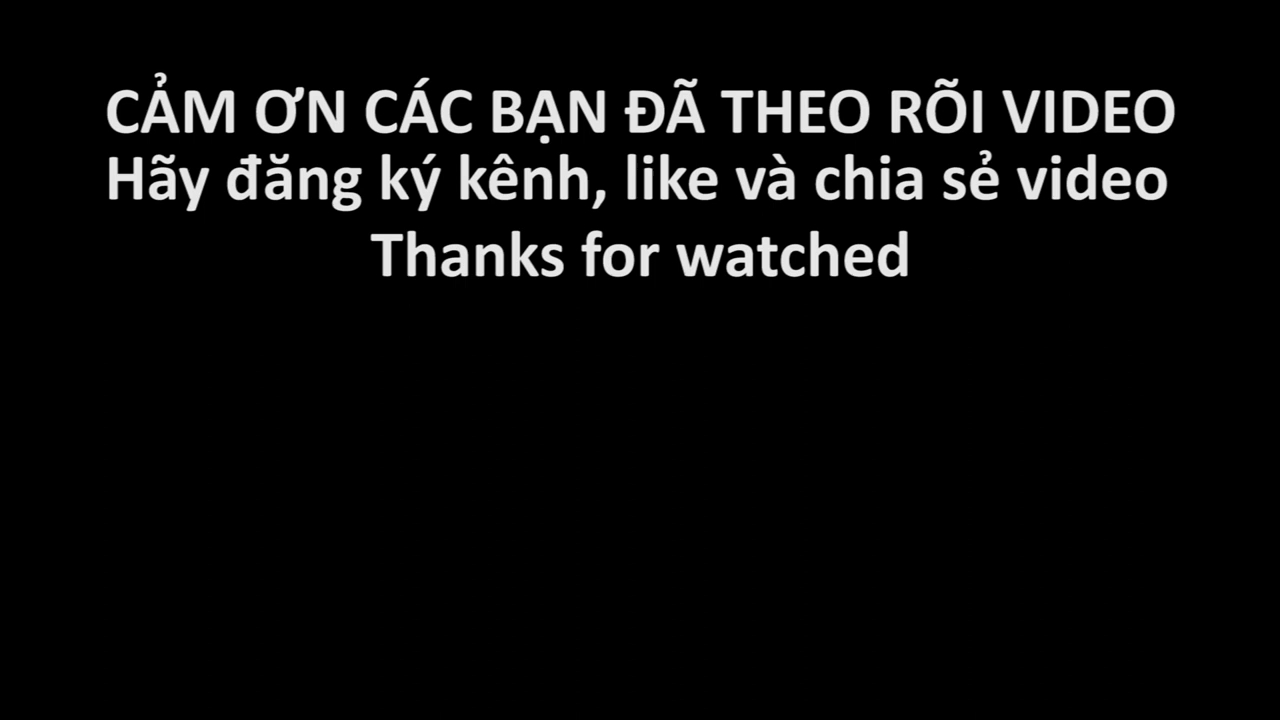 CẢM ƠN CÁC BẠN ĐÃ THEO RÕI VIDEO
Hãy đăng ký kênh, like và chia sẻ video
Thanks for watched